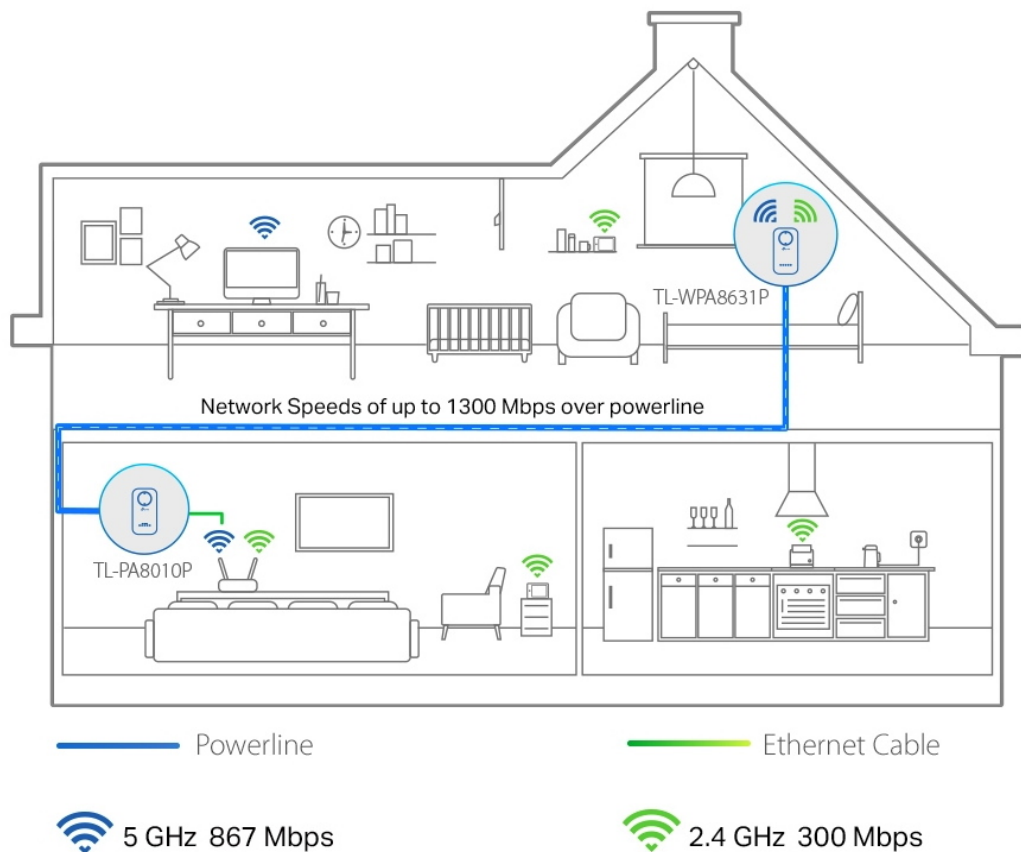 TL-WPA8631P
Network Speeds of up to 1300 Mbps over powerline
TL-PA8010P
Powerline
Ethernet Cable
5 GHz 867 Mbps
2.4 GHz 300 Mbps